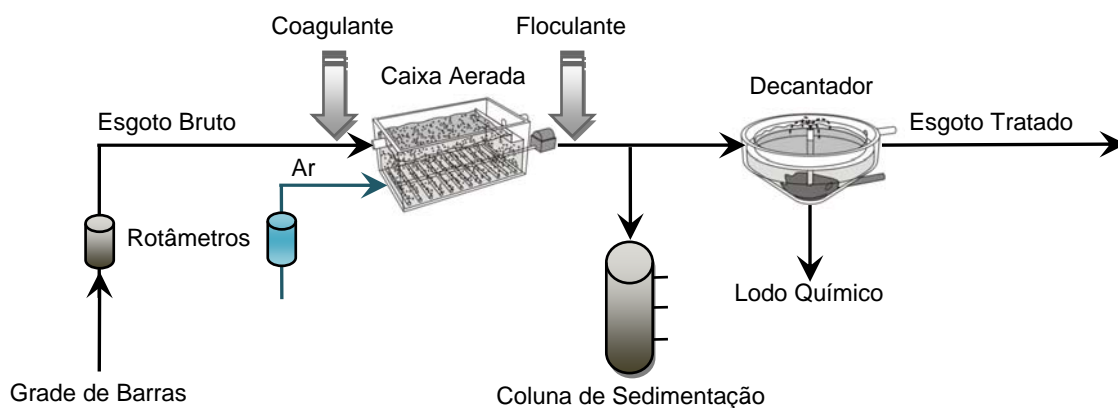 Coagulante
Floculante
Caixa Aerada
Decantador
Esgoto Bruto
Esgoto Tratado
Ar
Rotâmetros
Lodo Químico
Grade de Barras
Coluna de Sedimentação